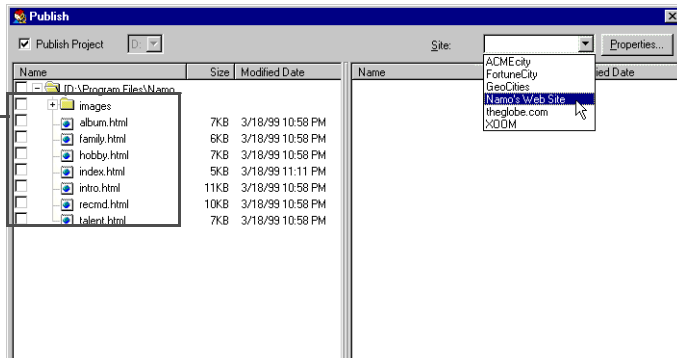 Publish
Publish Project D: Site: Properties...
Name Size Modified Date Name ied Date
D:\Program Files\Namo
images
album.html 7KB 3/18/99 10:58 PM
family.html 6KB 3/18/99 10:58 PM
hobby.html 7KB 3/18/99 10:58 PM
index.html 5KB 3/18/99 11:11 PM
intro.html 11KB 3/18/99 10:58 PM
recmd.html 10KB 3/18/99 10:58 PM
talent.html 7KB 3/18/99 10:58 PM
ACMEcity
FortuneCity
GeoCities
Namo's Web Site
theglobe.com
XOOM